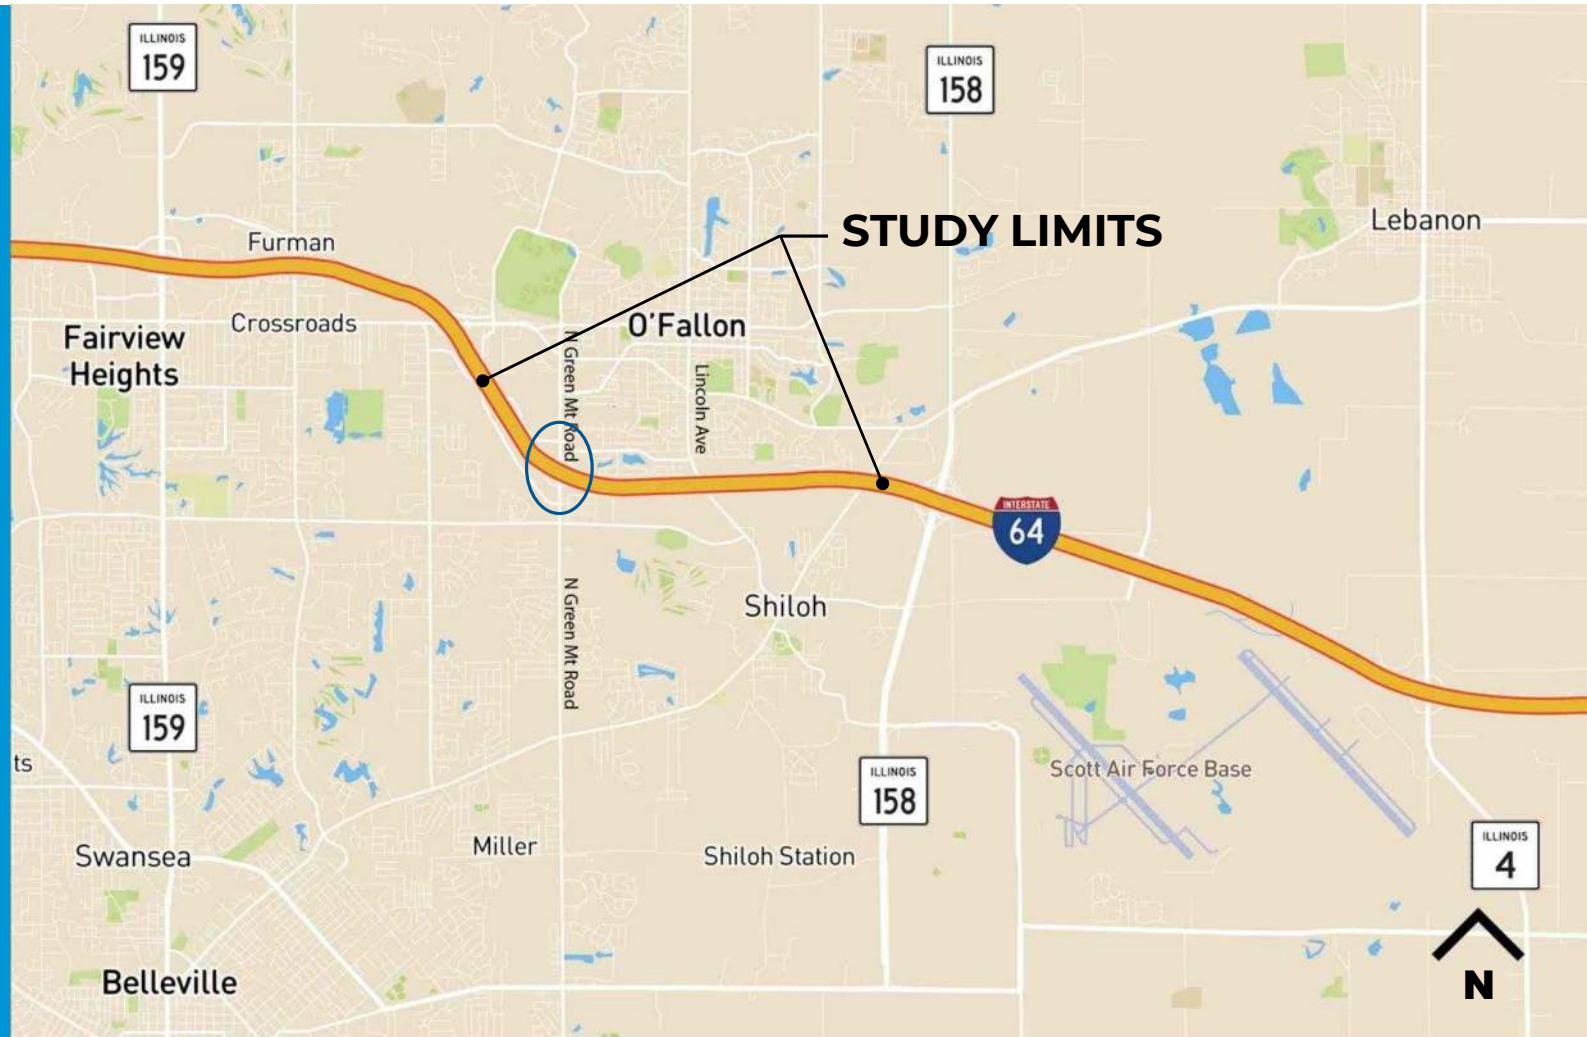 ILLINOIS
159
ILLINOIS
158
STUDY LIMITS
Lebanon
Furman
Crossroads
Fairview
Heights
O'Fallon
N Green Mt Road
Lincoln Ave
INTERSTATE
64
N Green Mt Road
Shiloh
ILLINOIS
159
ts
Scott Air Force Base
ILLINOIS
158
Swansea
Miller
Shiloh Station
ILLINOIS
4
Belleville
N